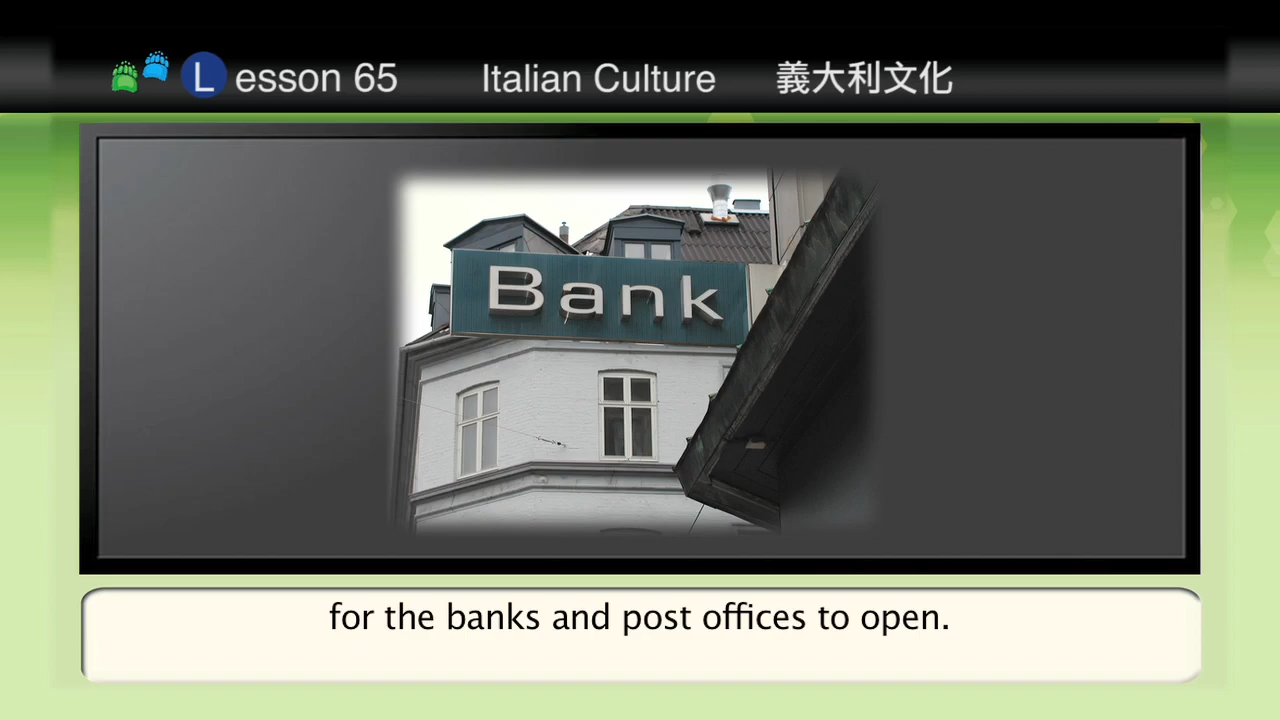 Lesson 65 Italian Culture 義大利文化
Bank
for the banks and post offices to open.